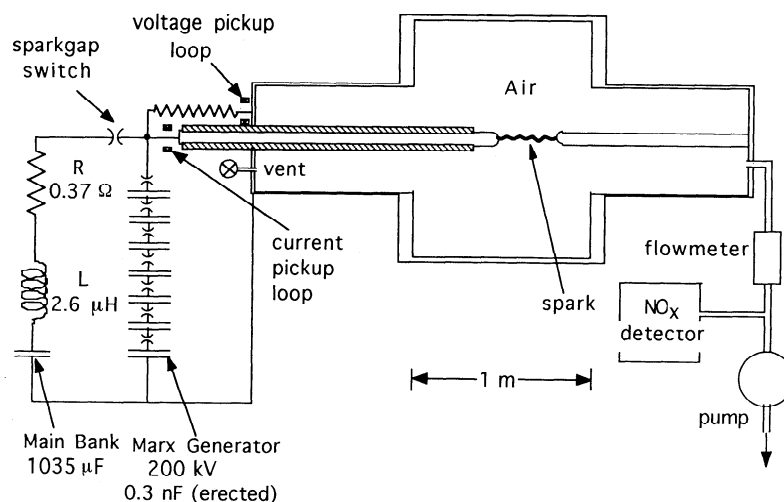 voltage pickup
loop
sparkgap
switch
Air
R
0.37 Ω
vent
L
2.6 μH
current
pickup
loop
spark
flowmeter
NOx
detector
1 m
pump
Main Bank
1035 μF
Marx Generator
200 kV
0.3 nF (erected)